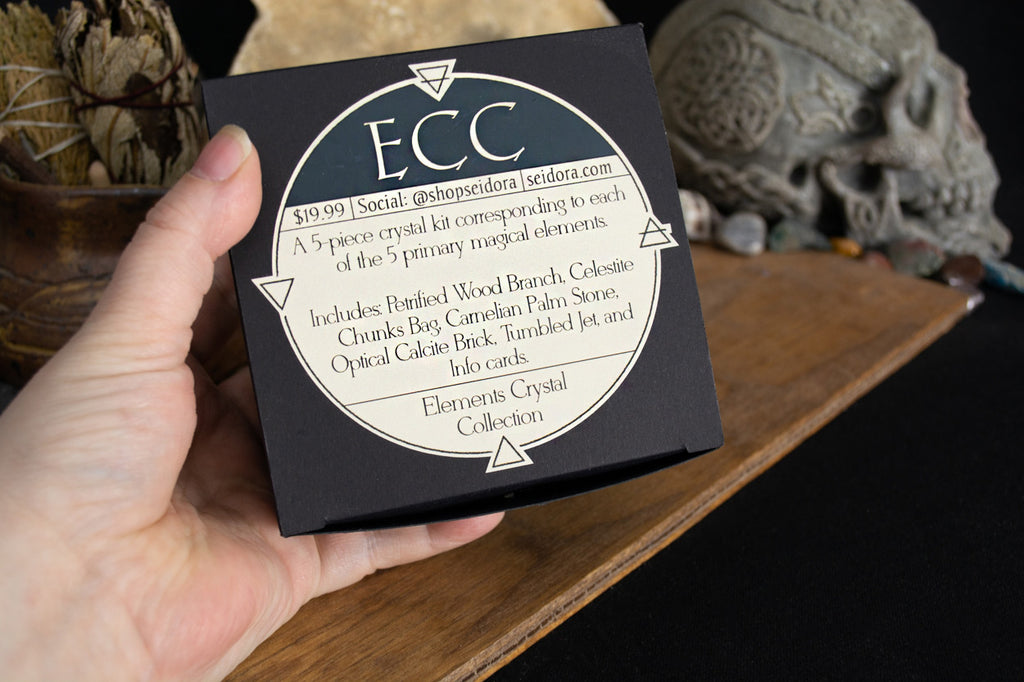 ECC
$19.99 | Social: @shopseidora | seidora.com
A 5-piece crystal kit corresponding to each
of the 5 primary magical elements.
Includes: Petrified Wood Branch, Celestite
Chunks Bag, Carnelian Palm Stone,
Optical Calcite Brick, Tumbled Jet, and
Info cards.
Elements Crystal
Collection